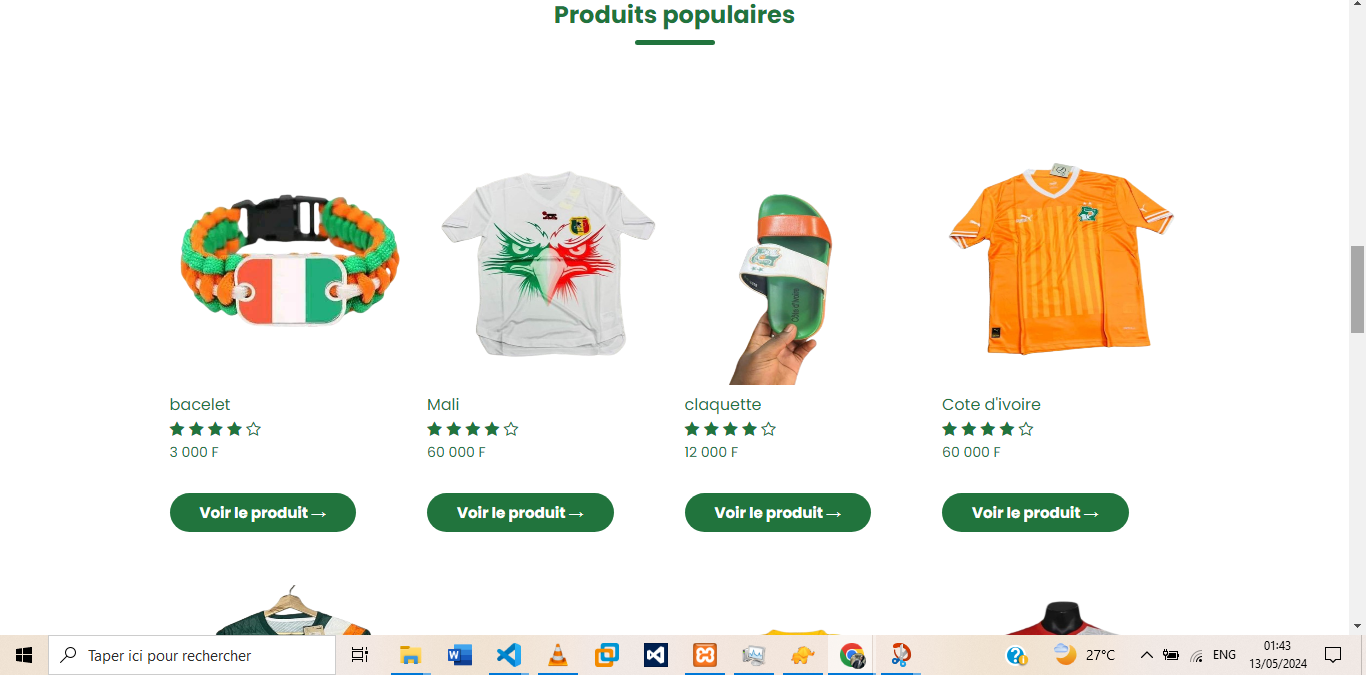 Produits populaires
bacelet
3 000 F
Voir le produit →
Mali
60 000 F
Voir le produit →
claquette
12 000 F
Voir le produit →
Cote d'ivoire
60 000 F
Voir le produit →
Taper ici pour rechercher
27°C
ENG
01:43
13/05/2024